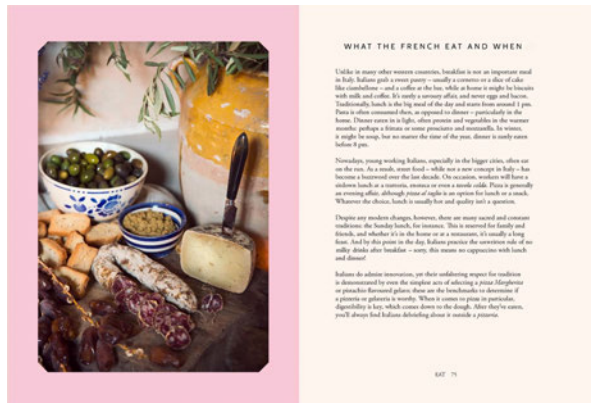 WHAT THE FRENCH EAT AND WHEN
Unlike in many other western countries, breakfast is not an important meal
in Italy. Italians grab a sweet pastry – usually a cornetto or a slice of cake
like ciambellone – and a coffee at the bar, while at home it might be biscuits
with milk and coffee. It's rarely a savoury affair, and never eggs and bacon.
Traditionally, lunch is the big meal of the day and starts from around 1 pm.
Pasta is often consumed then, as opposed to dinner – particularly in the
home. Dinner eaten in is light, often protein and vegetables in the warmer
months: perhaps a frittata or some prosciutto and mozzarella. In winter,
it might be soup, but no matter the time of year, dinner is rarely eaten
before 8 pm.
Nowadays, young working Italians, especially in the bigger cities, often eat
on the run. As a result, street food – while not a new concept in Italy – has
become a buzzword over the last decade. On occasion, workers will have a
sitdown lunch at a trattoria, enoteca or even a tavola calda. Pizza is generally
an evening affair, although pizza al taglio is an option for lunch or a snack.
Whatever the choice, lunch is usually hot and quality isn't a question.
Despite any modern changes, however, there are many sacred and constant
traditions: the Sunday lunch, for instance. This is reserved for family and
friends, and whether it's in the home or at a restaurant, it's usually a long
feast. And by this point in the day, Italians practice the unwritten rule of no
milky drinks after breakfast – sorry, this means no cappuccino with lunch
and dinner!
Italians do admire innovation, yet their unfaltering respect for tradition
is demonstrated by even the simplest acts of selecting a pizza Margherita
or pistachio flavoured gelato; these are the benchmarks to determine if
a pizzeria or gelateria is worthy. When it comes to pizza in particular,
digestibility is key, which comes down to the dough. After they've eaten,
you'll always find Italians debriefing about it outside a pizzeria.
EAT 75